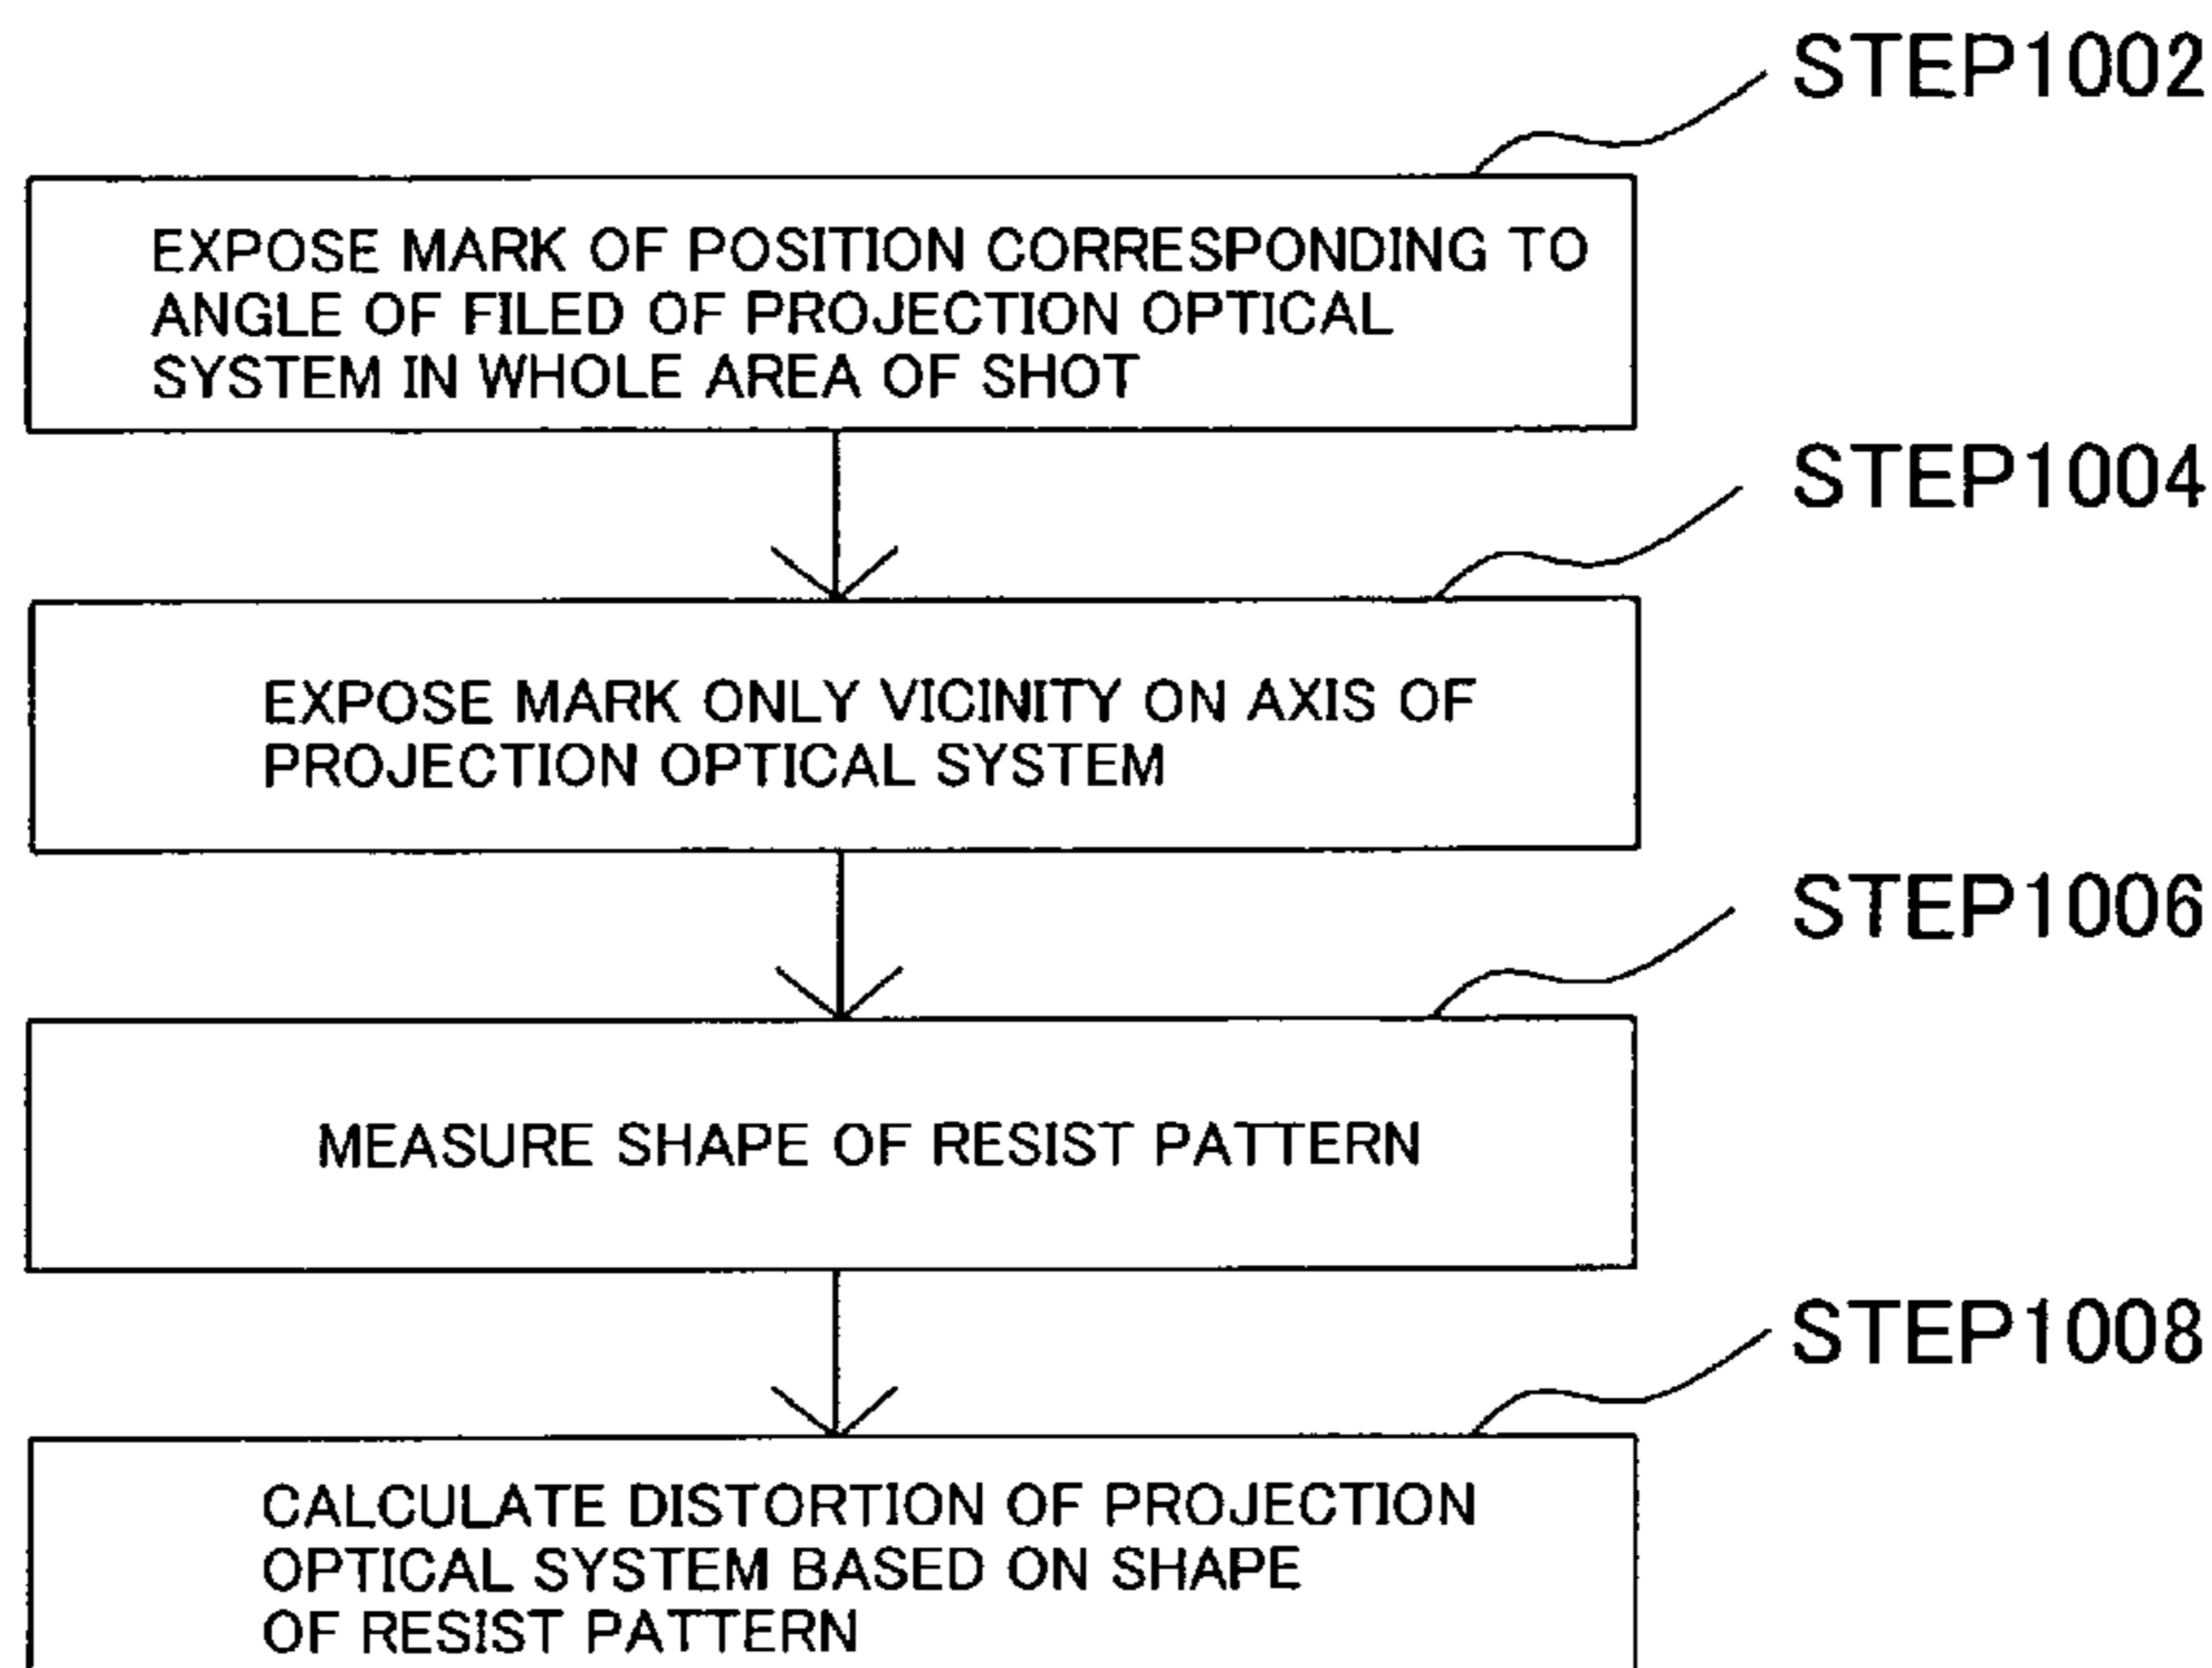 STEP1002
EXPOSE MARK OF POSITION CORRESPONDING TO
ANGLE OF FILED OF PROJECTION OPTICAL
SYSTEM IN WHOLE AREA OF SHOT
STEP1004
EXPOSE MARK ONLY VICINITY ON AXIS OF
PROJECTION OPTICAL SYSTEM
STEP1006
MEASURE SHAPE OF RESIST PATTERN
STEP1008
CALCULATE DISTORTION OF PROJECTION
OPTICAL SYSTEM BASED ON SHAPE
OF RESIST PATTERN